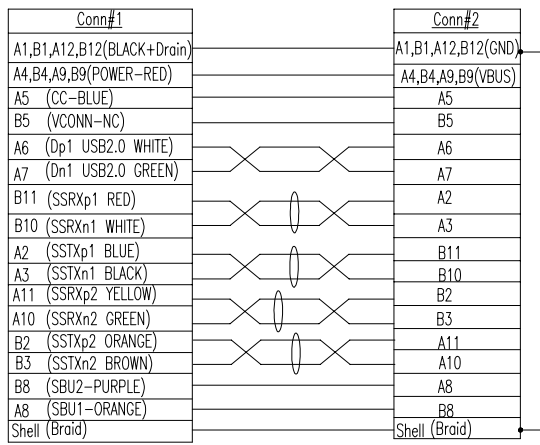 Conn#1 Conn#2
A1,B1,A12,B12(BLACK+Drain) A1,B1,A12,B12(GND)
A4,B4,A9,B9(POWER-RED) A4,B4,A9,B9(VBUS)
A5 (CC-BLUE) A5
B5 (VCONN-NC) B5
A6 (Dp1 USB2.0 WHITE) A6
A7 (Dn1 USB2.0 GREEN) A7
B11 (SSRXp1 RED) A2
B10 (SSRXn1 WHITE) A3
A2 (SSTXp1 BLUE) B11
A3 (SSTXn1 BLACK) B10
A11 (SSRXp2 YELLOW) B2
A10 (SSRXn2 GREEN) B3
B2 (SSTXp2 ORANGE) A11
B3 (SSTXn2 BROWN) A10
B8 (SBU2-PURPLE) A8
A8 (SBU1-ORANGE) B8
Shell (Braid) Shell (Braid)